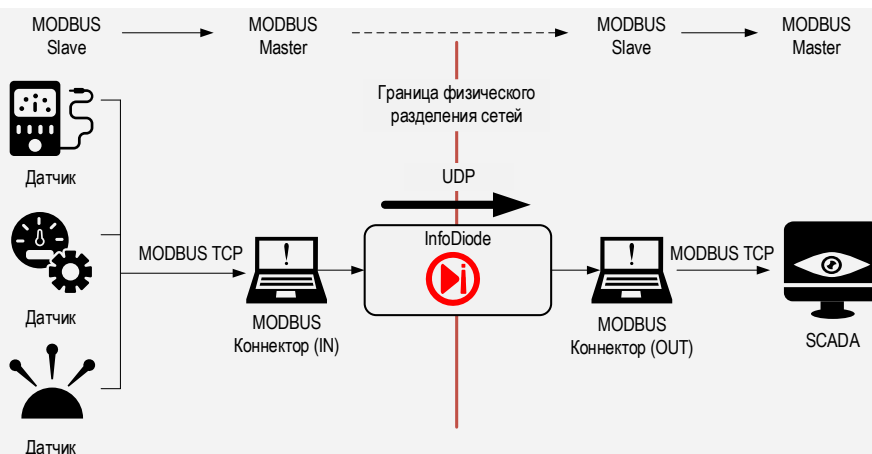 MODBUS
Slave
MODBUS
Master
MODBUS
Slave
MODBUS
Master
Граница физического
разделения сетей
UDP
Датчик
InfoDiode
MODBUS TCP
MODBUS TCP
Датчик
MODBUS
Коннектор (IN)
MODBUS
Коннектор (OUT)
SCADA
Датчик